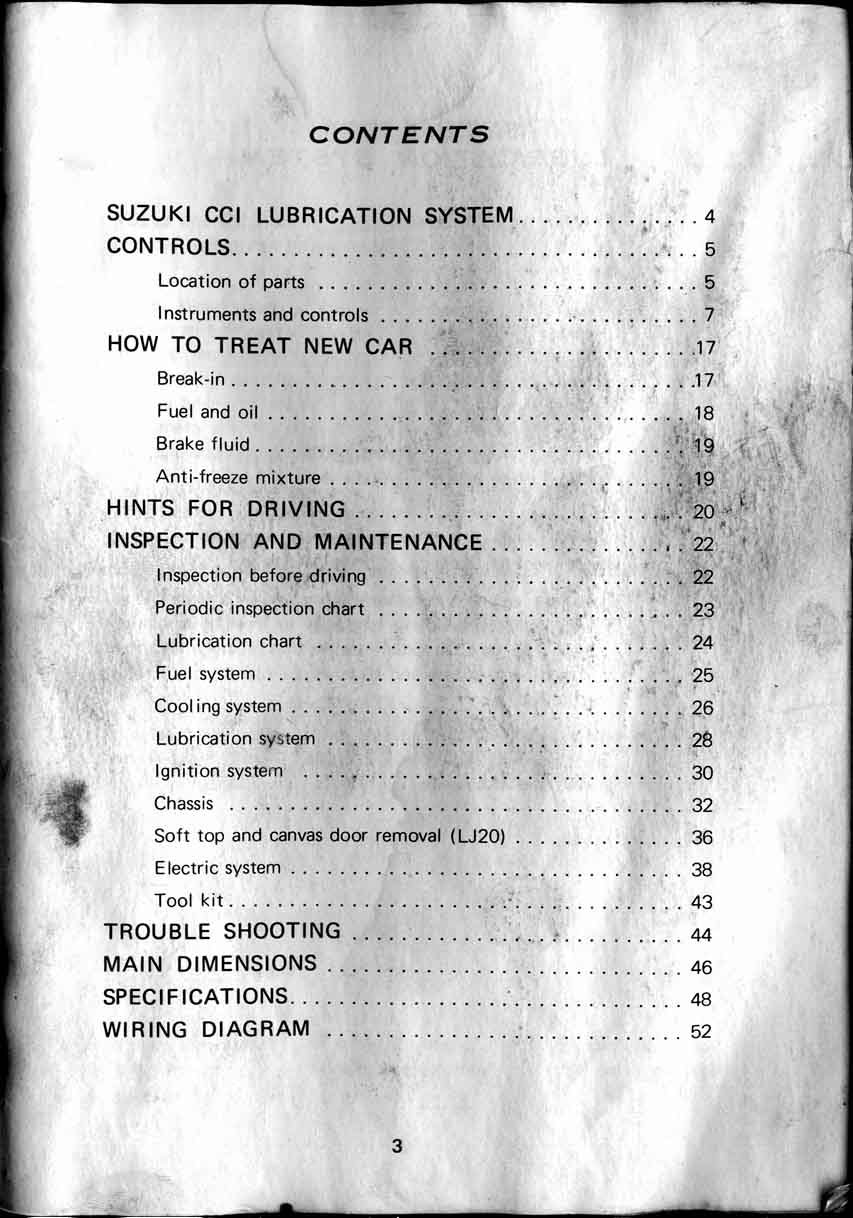 CONTENTS
SUZUKI CCI LUBRICATION SYSTEM . . . . . . . . . . . . . . . 4
CONTROLS. . . . . . . . . . . . . . . . . . . . . . . . . . . . . . . . . . . . . . 5
Location of parts . . . . . . . . . . . . . . . . . . . . . . . . . . . . . . . 5
Instruments and controls . . . . . . . . . . . . . . . . . . . . . . . . . . 7
HOW TO TREAT NEW CAR . . . . . . . . . . . . . . . . . . . . . . 17
Break-in . . . . . . . . . . . . . . . . . . . . . . . . . . . . . . . . . . . . . . 17
Fuel and oil . . . . . . . . . . . . . . . . . . . . . . . . . . . . . . . . . . 18
Brake fluid . . . . . . . . . . . . . . . . . . . . . . . . . . . . . . . . . . . 19
Anti-freeze mixture . . . . . . . . . . . . . . . . . . . . . . . . . . . . . 19
HINTS FOR DRIVING . . . . . . . . . . . . . . . . . . . . . . . . . . . 20
INSPECTION AND MAINTENANCE . . . . . . . . . . . . . . . . 22
Inspection before driving . . . . . . . . . . . . . . . . . . . . . . . . . 22
Periodic inspection chart . . . . . . . . . . . . . . . . . . . . . . . . . 23
Lubrication chart . . . . . . . . . . . . . . . . . . . . . . . . . . . . . . 24
Fuel system . . . . . . . . . . . . . . . . . . . . . . . . . . . . . . . . . . 25
Cooling system . . . . . . . . . . . . . . . . . . . . . . . . . . . . . . . . 26
Lubrication system . . . . . . . . . . . . . . . . . . . . . . . . . . . . . 28
Ignition system . . . . . . . . . . . . . . . . . . . . . . . . . . . . . . . 30
Chassis . . . . . . . . . . . . . . . . . . . . . . . . . . . . . . . . . . . . . 32
Soft top and canvas door removal (LJ20) . . . . . . . . . . . . . . 36
Electric system . . . . . . . . . . . . . . . . . . . . . . . . . . . . . . . . 38
Tool kit . . . . . . . . . . . . . . . . . . . . . . . . . . . . . . . . . . . . . 43
TROUBLE SHOOTING . . . . . . . . . . . . . . . . . . . . . . . . . . . 44
MAIN DIMENSIONS . . . . . . . . . . . . . . . . . . . . . . . . . . . . . 46
SPECIFICATIONS. . . . . . . . . . . . . . . . . . . . . . . . . . . . . . . . 48
WIRING DIAGRAM . . . . . . . . . . . . . . . . . . . . . . . . . . . . . 52
3